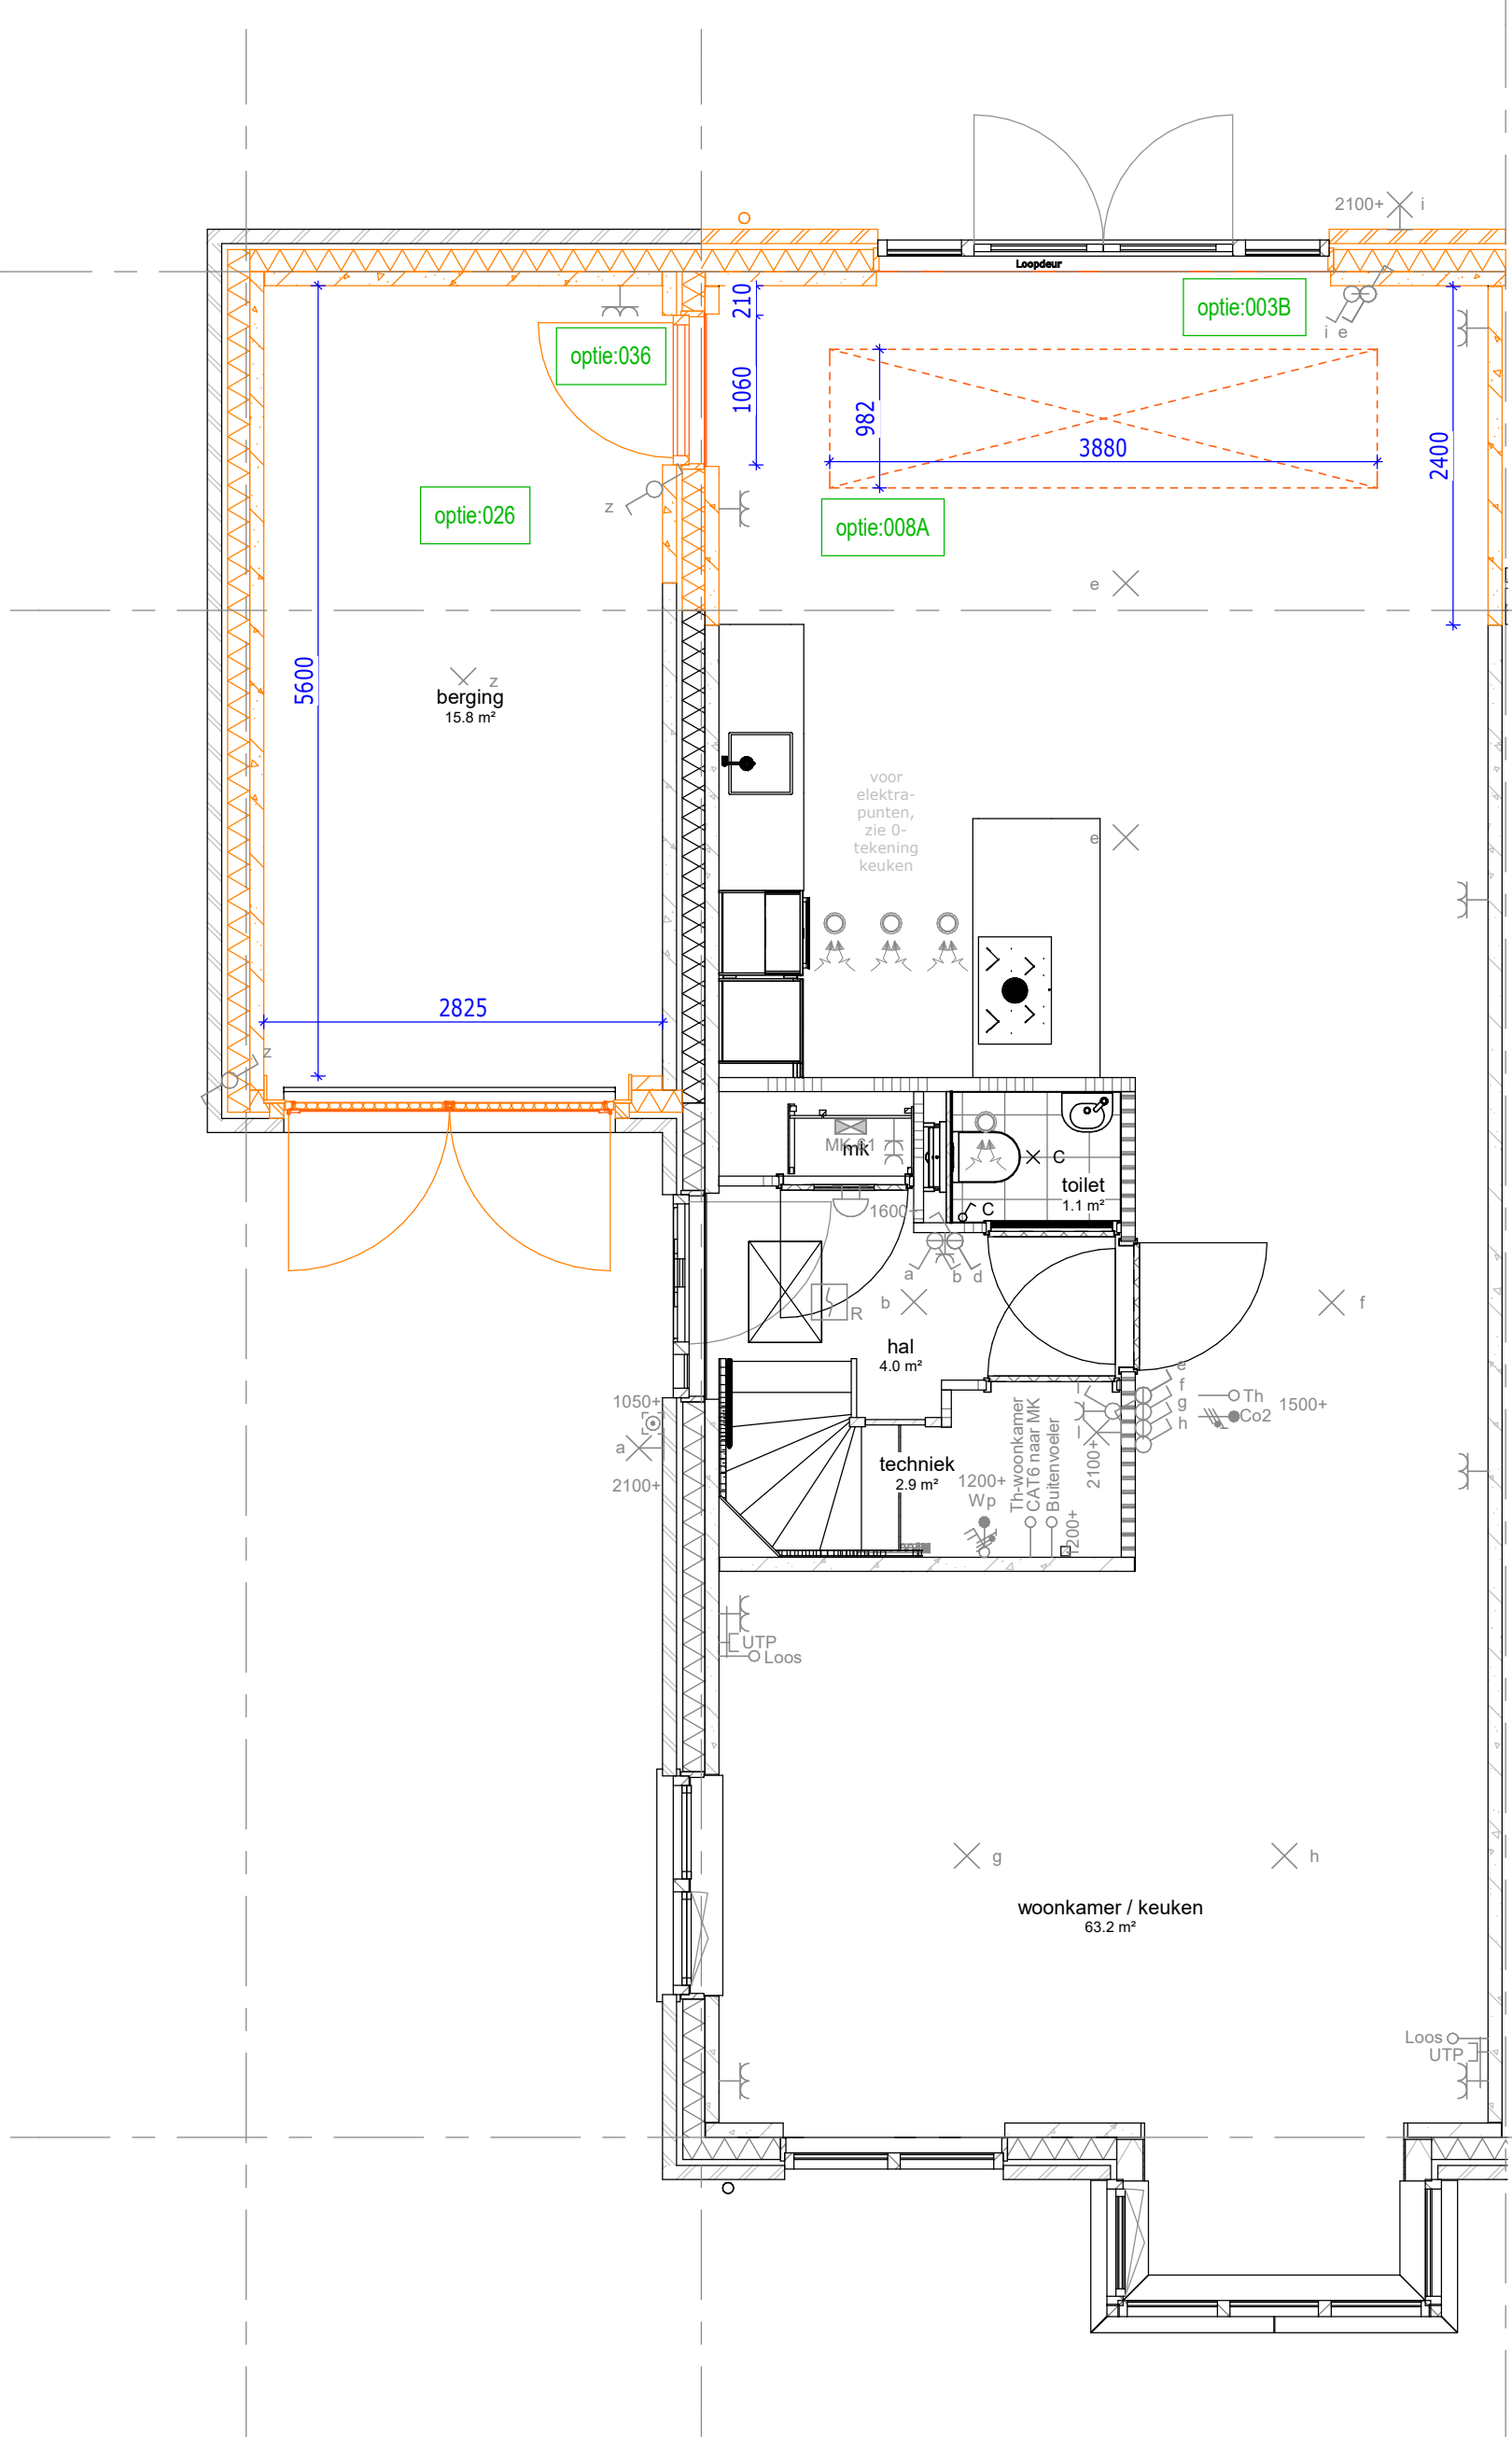 2100+ i
Loopdeur
210
optie:003B
i e
optie:036
1060
982
3880
2400
optie:026
z
optie:008A
e
5600
z
berging
15.8 m²
voor
elektra-
punten,
zie 0-
tekening
keuken
e
2825
z
MK-61
mk
C
toilet
1.1 m²
1600+
C
a b d
R
b
f
hal
4.0 m²
e
f
g
h
Th
Co2
1500+
1050+
a
2100+
techniek
2.9 m²
1200+
Wp
Th-woonkamer
CAT6 naar MK
Buitenvoeler
1200+
2100+
UTP
Loos
g
h
woonkamer / keuken
63.2 m²
Loos
UTP